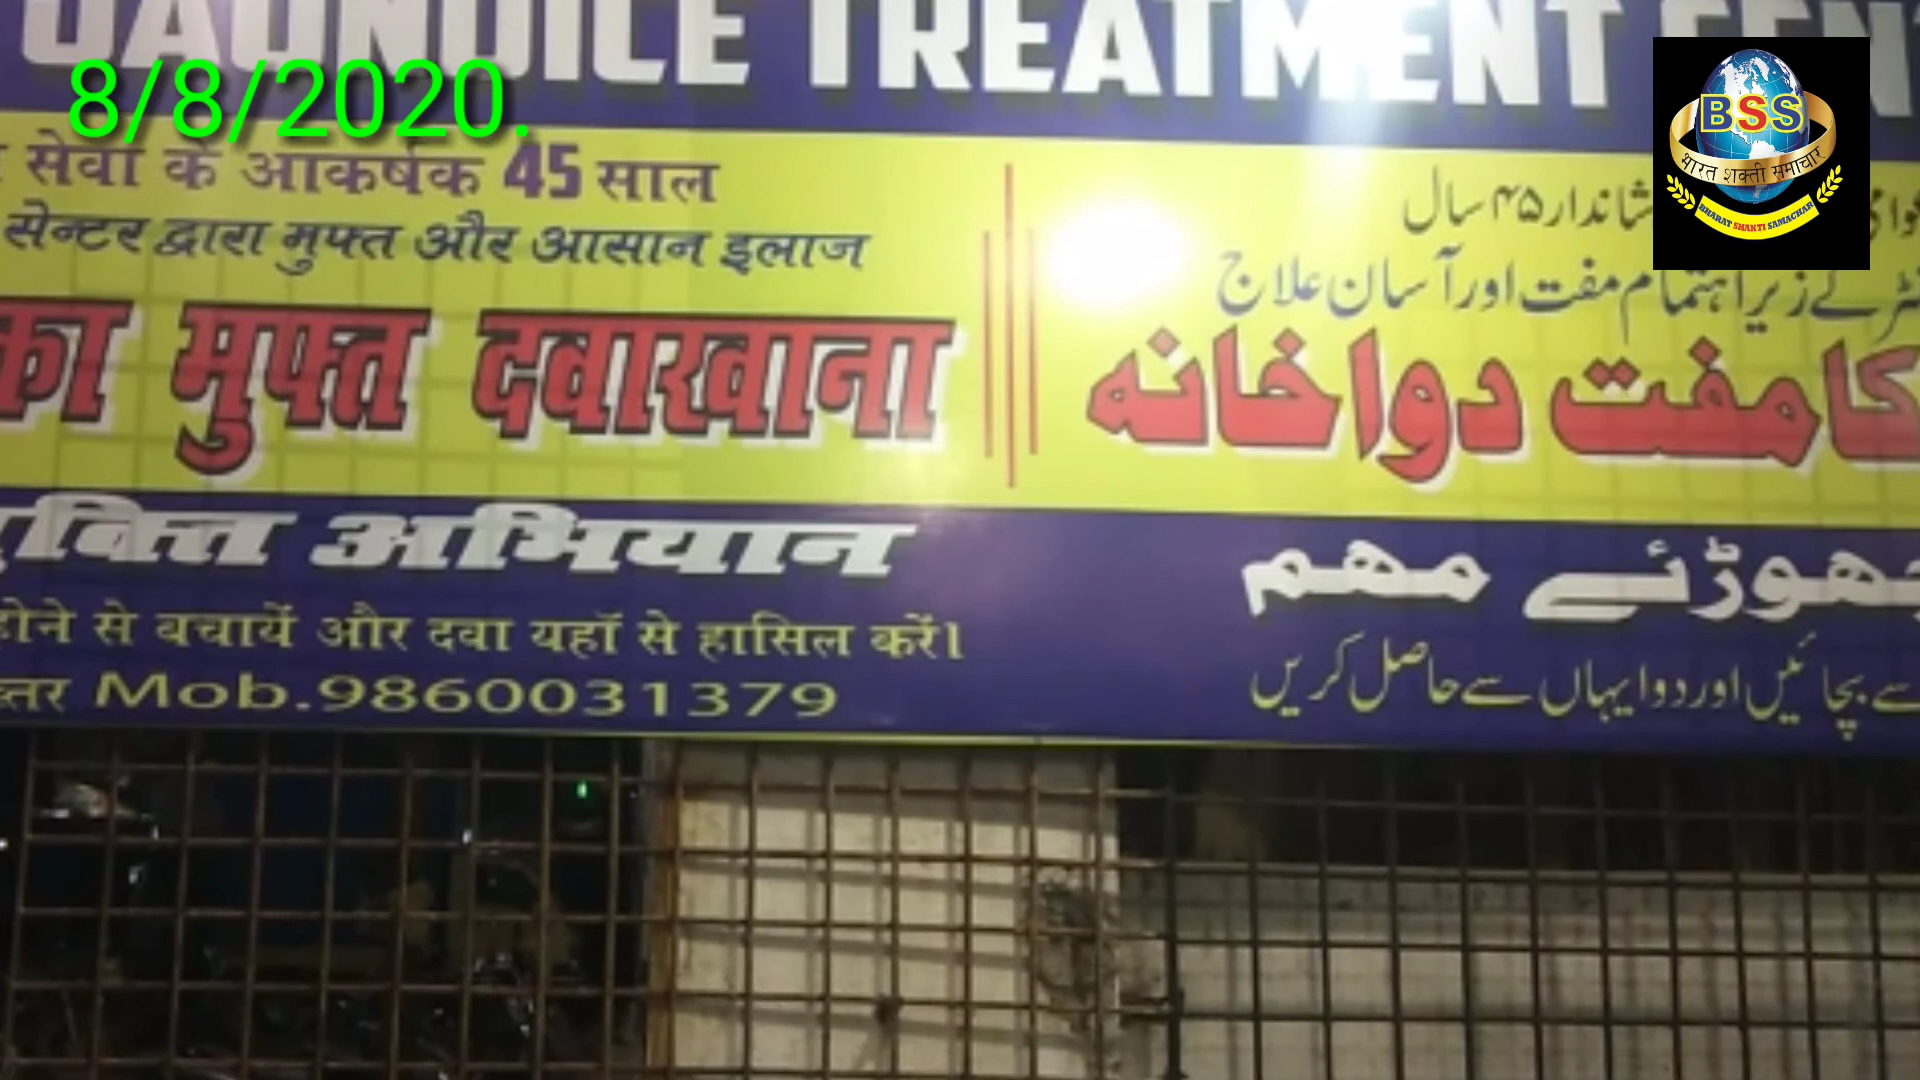 JAUNDICE TREATMENT CENT
8/8/2020.
BSS
भारत शक्ती समाचार
BHARAT SHAKTI SAMACHAR
सेवा के आकर्षक 45 साल
सेन्टर द्वारा मुफ्त और आसान इलाज
का मुफ्त दवाखाना
شاندار ۴۵ سال
کے زیر اہتمام مفت اور آسان علاج
کا مفت دواخانہ
अभियान
होने से बचायें और दवा यहाँ से हासिल करें।
Mob.9860031379
چھوڑئے مھم
سے بچائیں اور دوا یہاں سے حاصل کریں